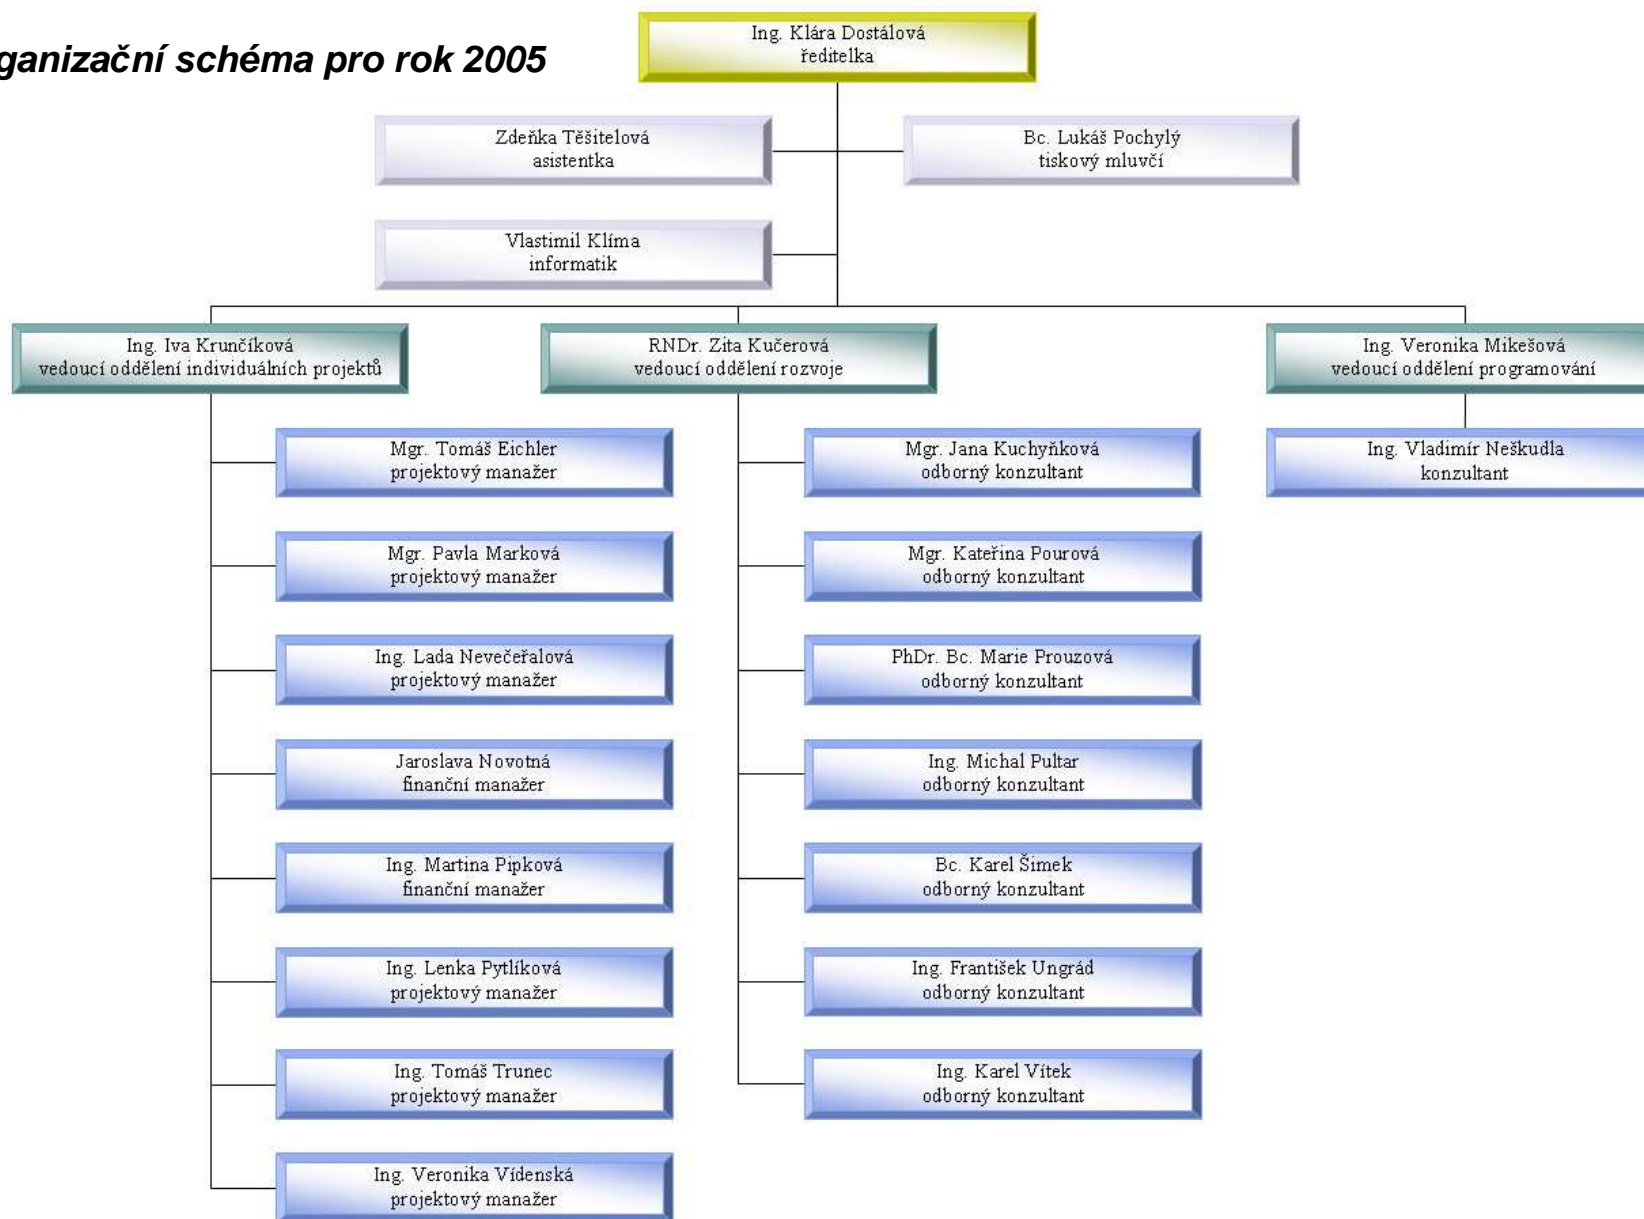 ganizační schéma pro rok 2005
Ing. Klára Dostálová
ředitelka
Zdeňka Těšitelová
asistentka
Bc. Lukáš Pochylý
tiskový mluvčí
Vlastimil Klíma
informatik
Ing. Iva Krunčíková
vedoucí oddělení individuálních projektů
RNDr. Zita Kučerová
vedoucí oddělení rozvoje
Ing. Veronika Mikešová
vedoucí oddělení programování
Mgr. Tomáš Eichler
projektový manažer
Mgr. Pavla Marková
projektový manažer
Ing. Lada Nevečeřalová
projektový manažer
Jaroslava Novotná
finanční manažer
Ing. Martina Pipková
finanční manažer
Ing. Lenka Pytlíková
projektový manažer
Ing. Tomáš Trunec
projektový manažer
Ing. Veronika Vídenská
projektový manažer
Mgr. Jana Kuchyňková
odborný konzultant
Mgr. Kateřina Pourová
odborný konzultant
PhDr. Bc. Marie Prouzová
odborný konzultant
Ing. Michal Pultar
odborný konzultant
Bc. Karel Šimek
odborný konzultant
Ing. František Ungrád
odborný konzultant
Ing. Karel Vítek
odborný konzultant
Ing. Vladimír Neškudla
konzultant